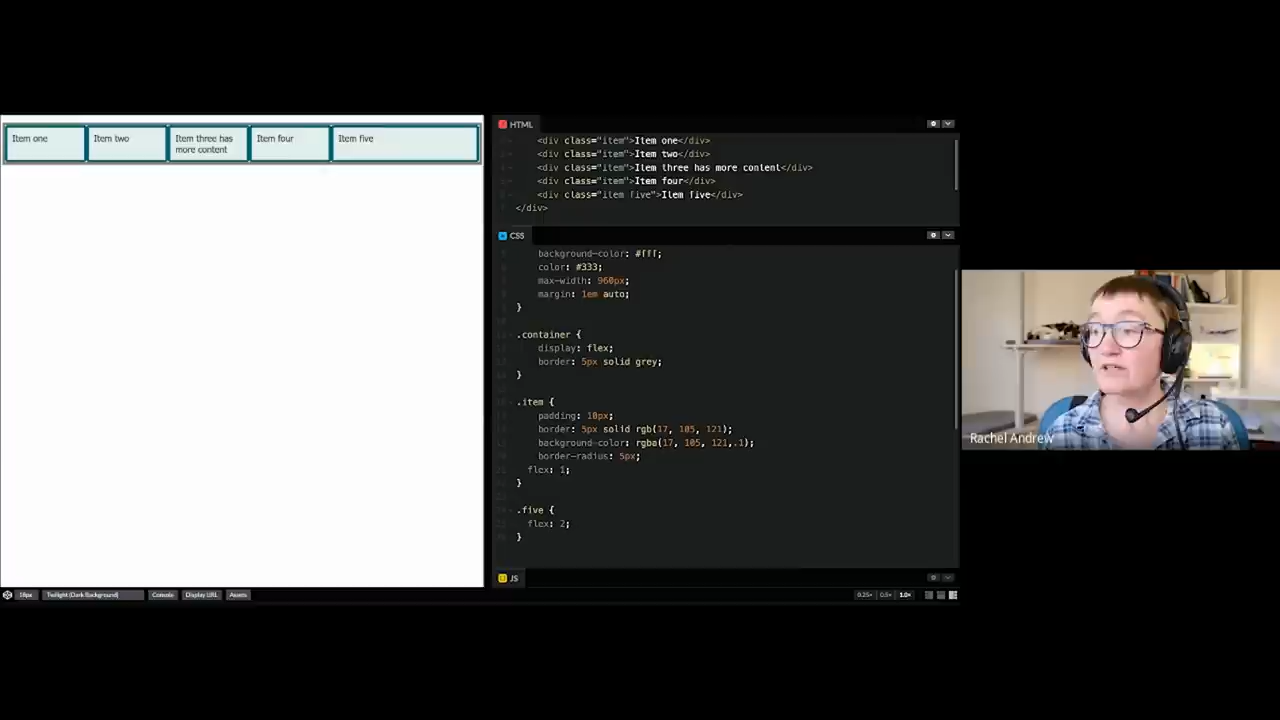 Item one
Item two
Item three has
more content
Item four
Item five
HTML
<div class="item">Item one</div>
<div class="item">Item two</div>
<div class="item">Item three has more content</div>
<div class="item">Item four</div>
<div class="item five">Item five</div>
</div>
CSS
background-color: #fff;
color: #333;
max-width: 960px;
margin: 1em auto;
}
.container {
display: flex;
border: 5px solid grey;
}
.item {
padding: 10px;
border: 5px solid rgb(17, 105, 121);
background-color: rgba(17, 105, 121,.1);
border-radius: 5px;
flex: 1;
}
.five {
flex: 2;
}
JS
18px
Twilight (Dark Background)
Console
Display URL
Assets
0.25×
0.5×
1.0×
Rachel Andrew